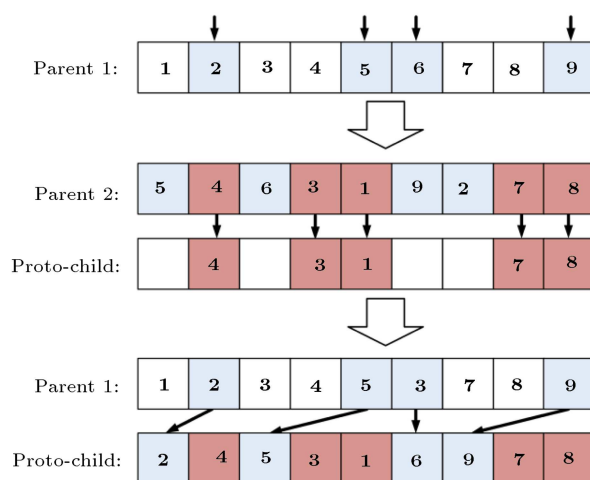 Parent 1: 1 2 3 4 5 6 7 8 9
Parent 2: 5 4 6 3 1 9 2 7 8
Proto-child: 4 3 1 7 8
Parent 1: 1 2 3 4 5 3 7 8 9
Proto-child: 2 4 5 3 1 6 9 7 8